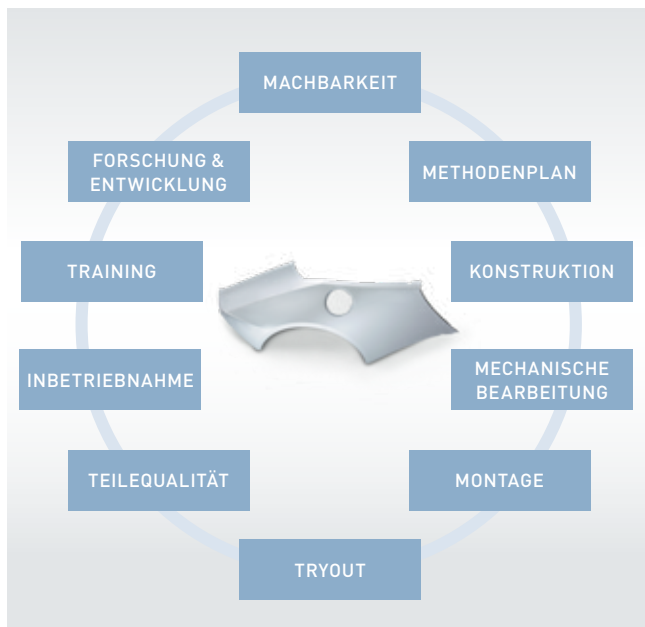 MACHBARKEIT
METHODENPLAN
KONSTRUKTION
MECHANISCHE
BEARBEITUNG
MONTAGE
TRYOUT
TEILEQUALITÄT
INBETRIEBNAHME
TRAINING
FORSCHUNG &
ENTWICKLUNG